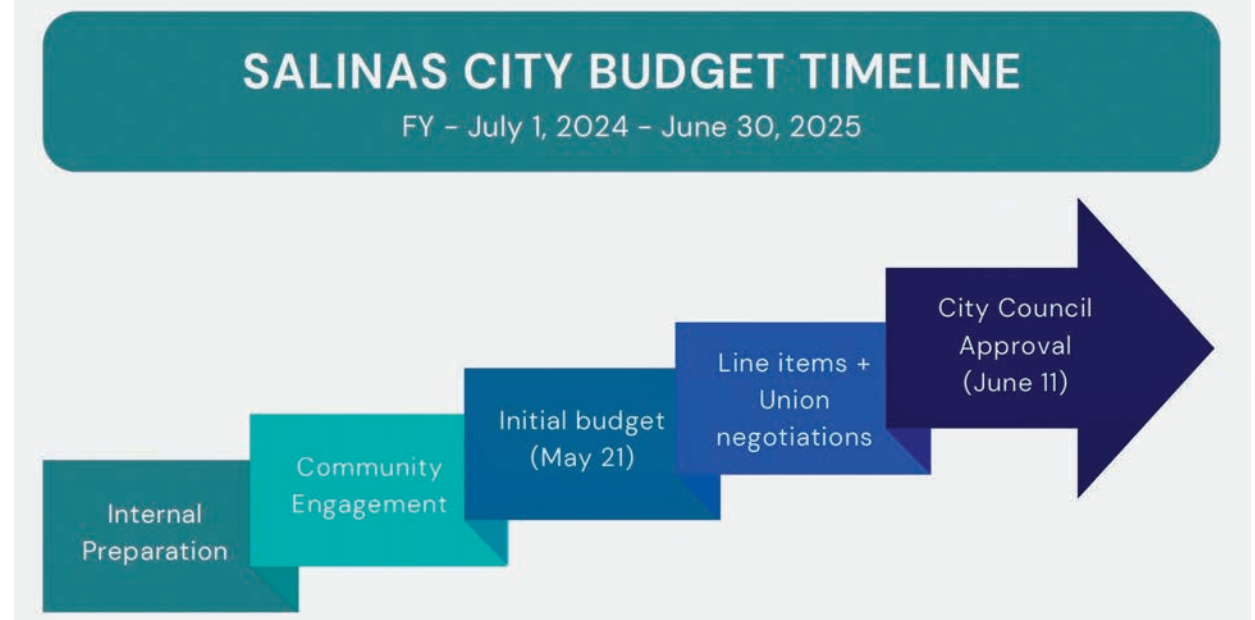 SALINAS CITY BUDGET TIMELINE
FY - July 1, 2024 - June 30, 2025
Internal
Preparation
Community
Engagement
Initial budget
(May 21)
Line items +
Union
negotiations
City Council
Approval
(June 11)